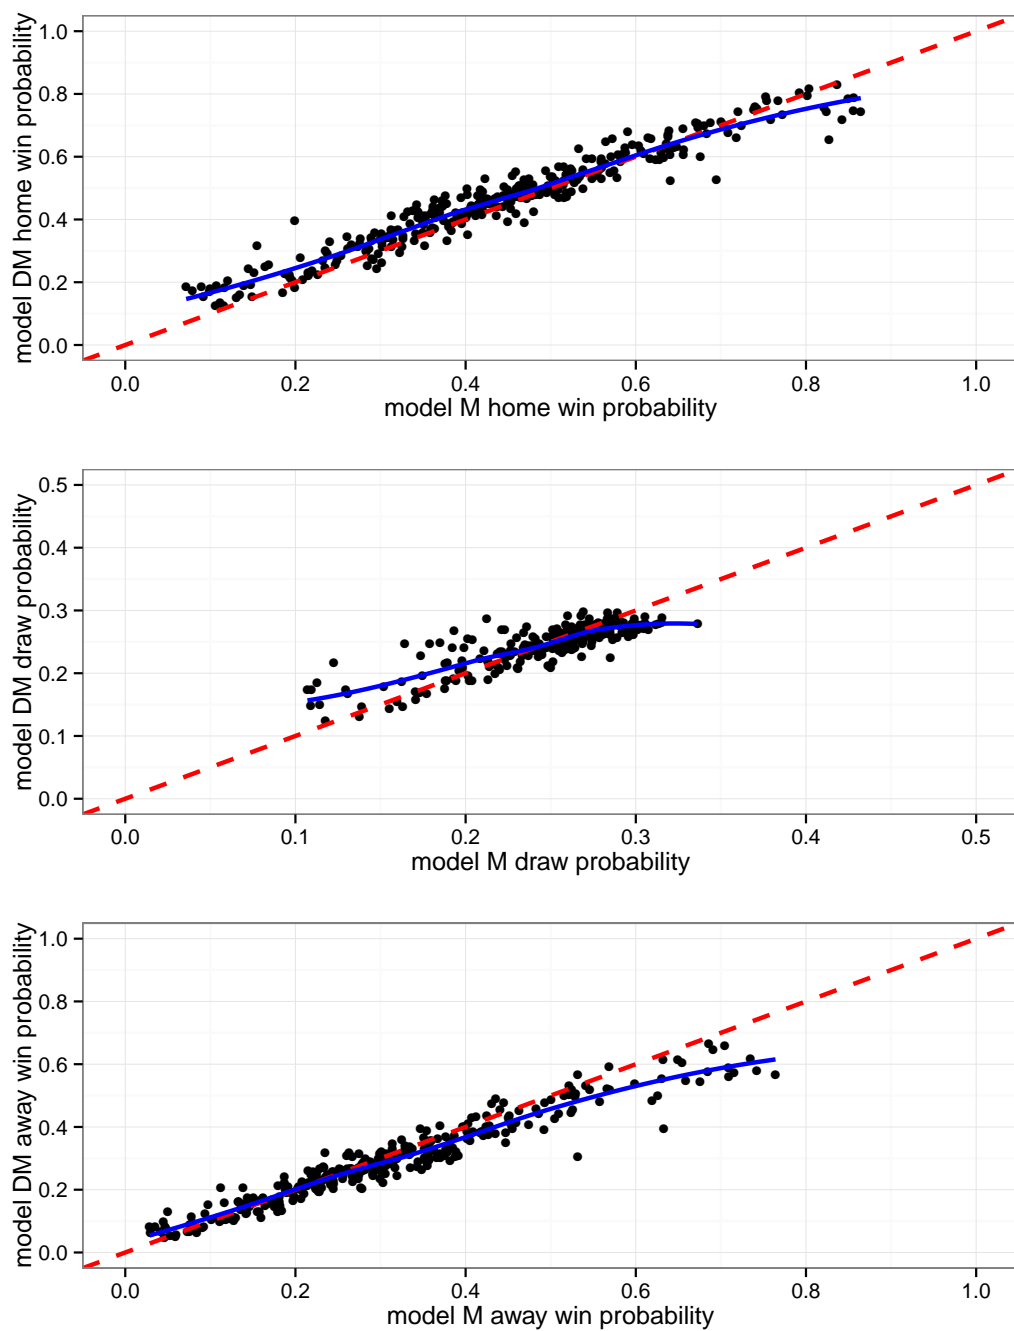 model DM home win probability
1.0
0.8
0.6
0.4
0.2
0.0
0.0 0.2 0.4 0.6 0.8 1.0
model M home win probability
model DM draw probability
0.5
0.4
0.3
0.2
0.1
0.0
0.0 0.1 0.2 0.3 0.4 0.5
model M draw probability
model DM away win probability
1.0
0.8
0.6
0.4
0.2
0.0
0.0 0.2 0.4 0.6 0.8 1.0
model M away win probability